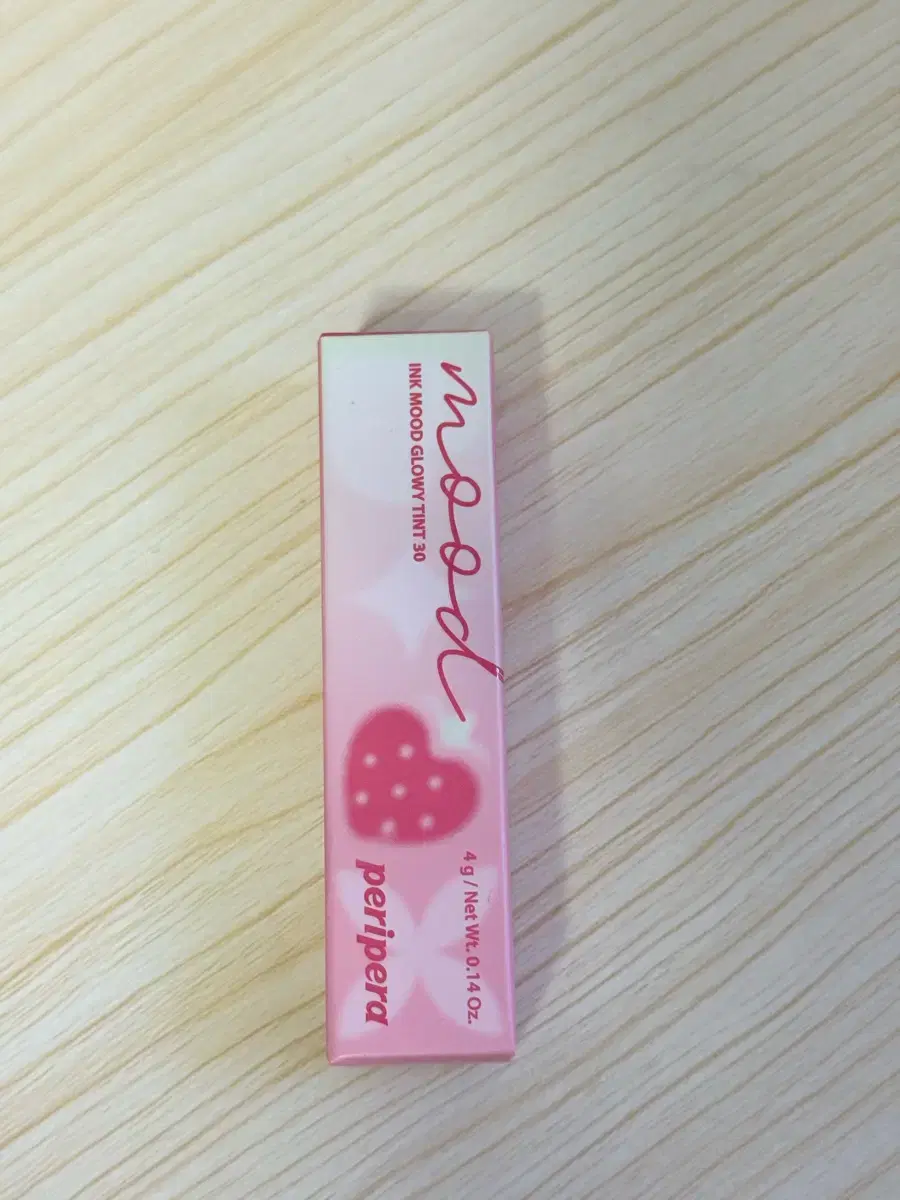 mood
INK MOOD GLOWY TINT 30
4 g / Net Wt. 0.14 Oz.
peripera